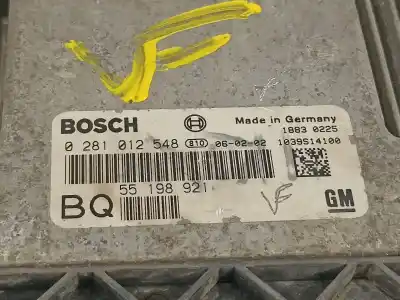 VF
BOSCH Made in Germany
1883 0225
0 281 012 548 810 06-02-02 1039S14100
55 198 921
BQ VF GM